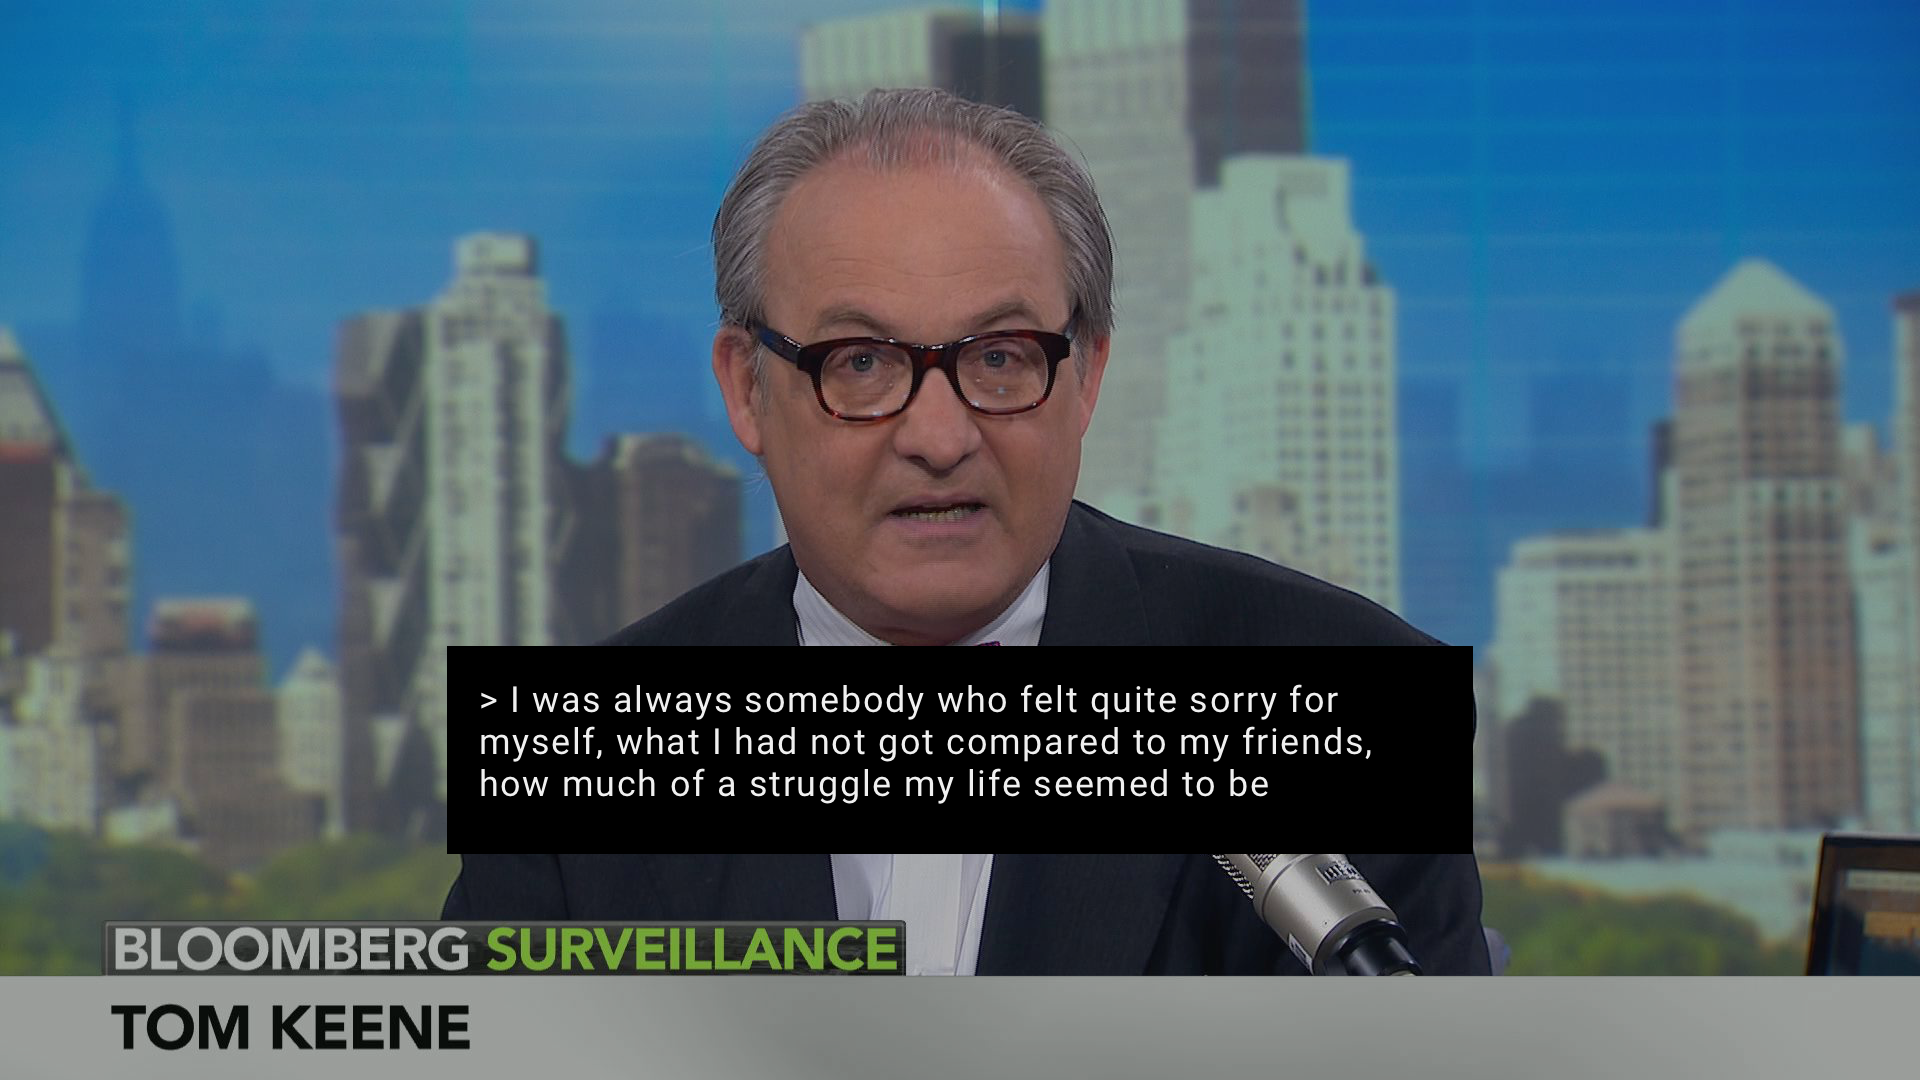 > I was always somebody who felt quite sorry for
myself, what I had not got compared to my friends,
how much of a struggle my life seemed to be
BLOOMBERG SURVEILLANCE
TOM KEENE